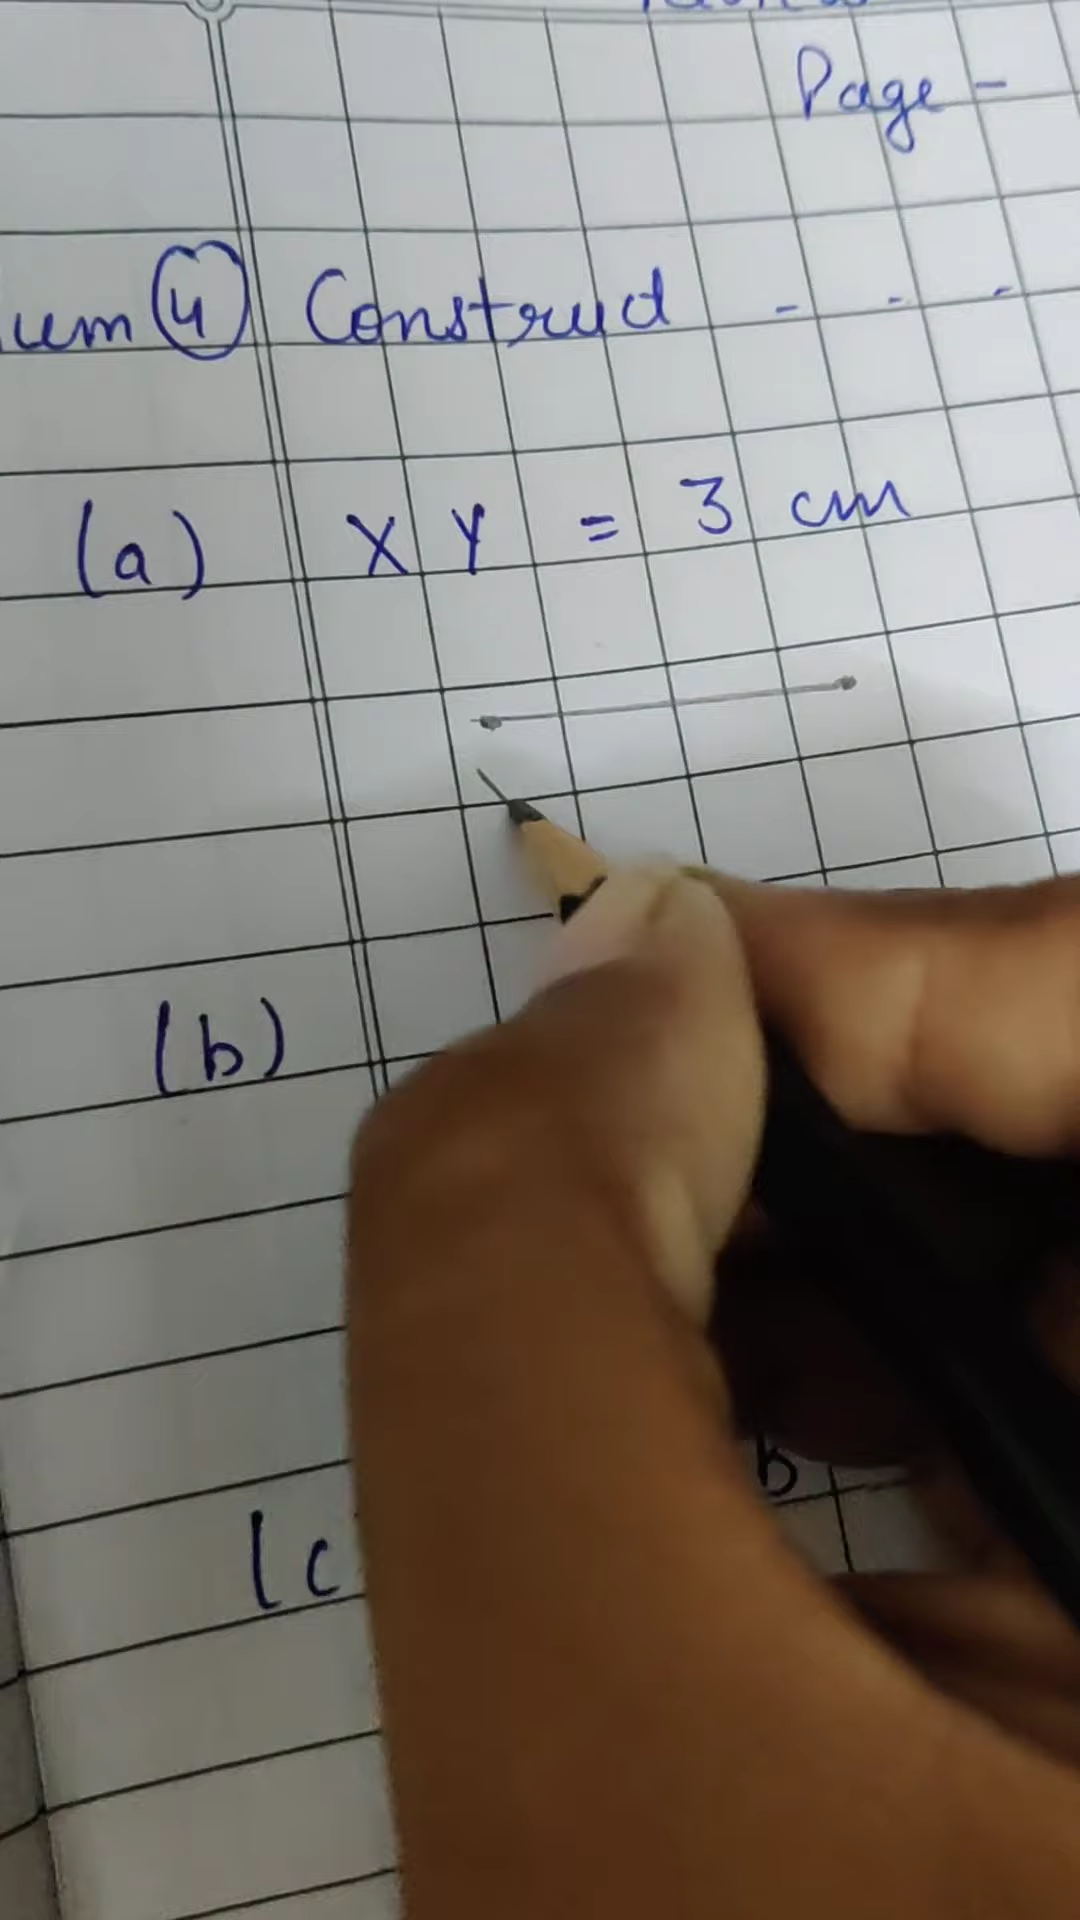 Page -
um 4 Construct - - -
(a) XY = 3 cm
(b)
b
(c